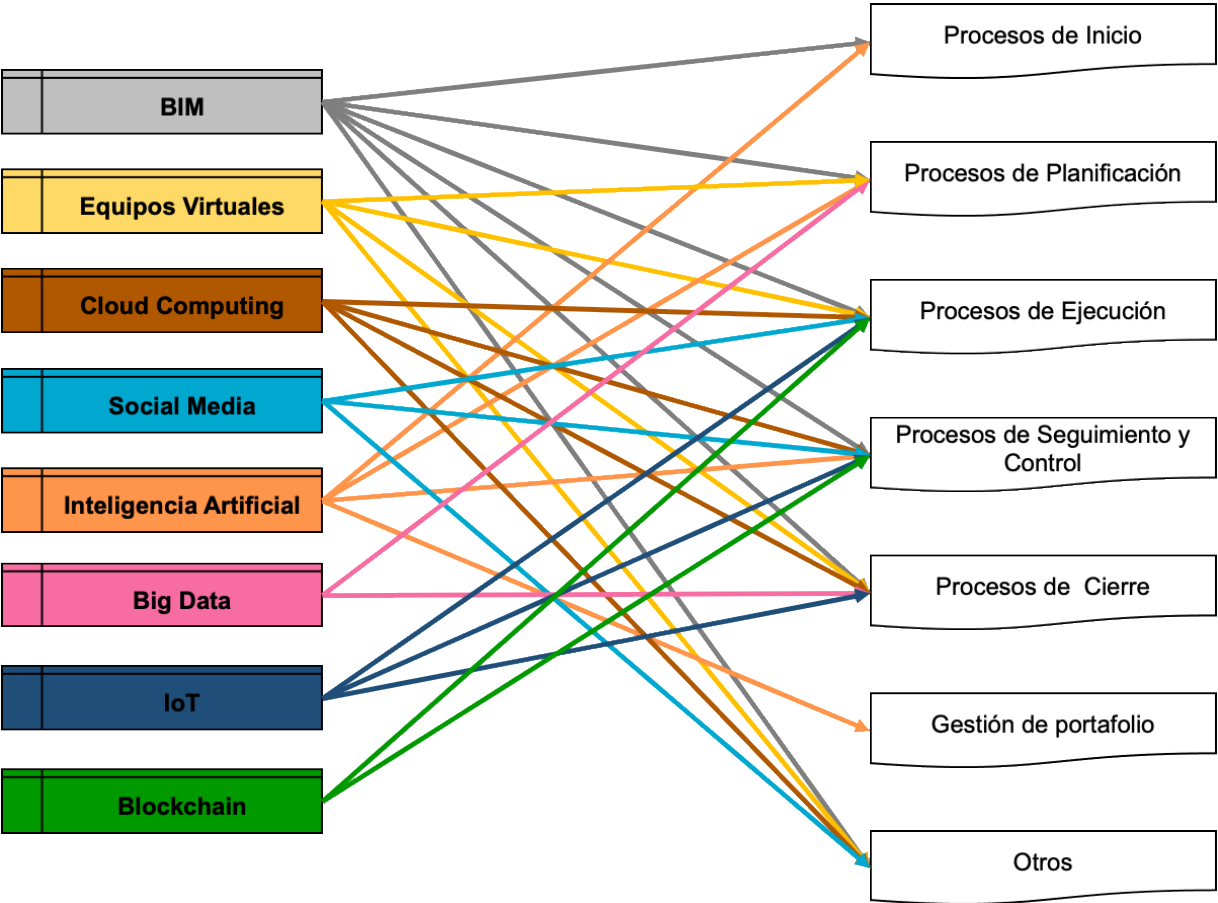 BIM
Equipos Virtuales
Cloud Computing
Social Media
Inteligencia Artificial
Big Data
IoT
Blockchain
Procesos de Inicio
Procesos de Planificación
Procesos de Ejecución
Procesos de Seguimiento y
Control
Procesos de Cierre
Gestión de portafolio
Otros